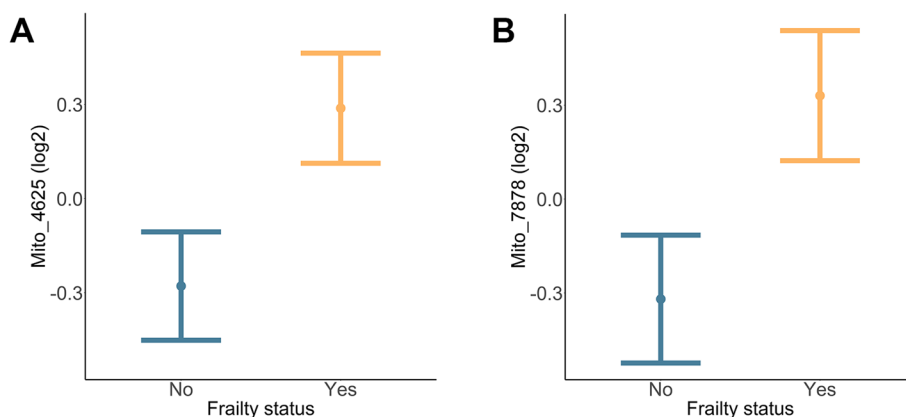 A
Mito_4625 (log2)
0.3
0.0
-0.3
No
Yes
Frailty status
B
Mito_7878 (log2)
0.3
0.0
-0.3
No
Yes
Frailty status